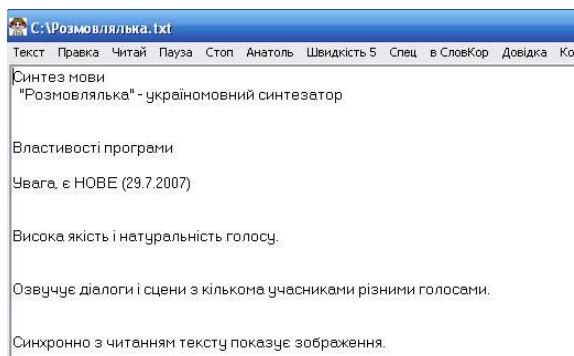 C:\Розмовлялька.txt
Текст Правка Читай Пауза Стоп Анатоль Швидкість 5 Спец в СловКор Довідка Ко
Синтез мови
"Розмовлялька" - україномовний синтезатор
Властивості програми
Увага, є НОВЕ (29.7.2007)
Висока якість і натуральність голосу.
Озвучує діалоги і сцени з кількома учасниками різними голосами.
Синхронно з читанням тексту показує зображення.